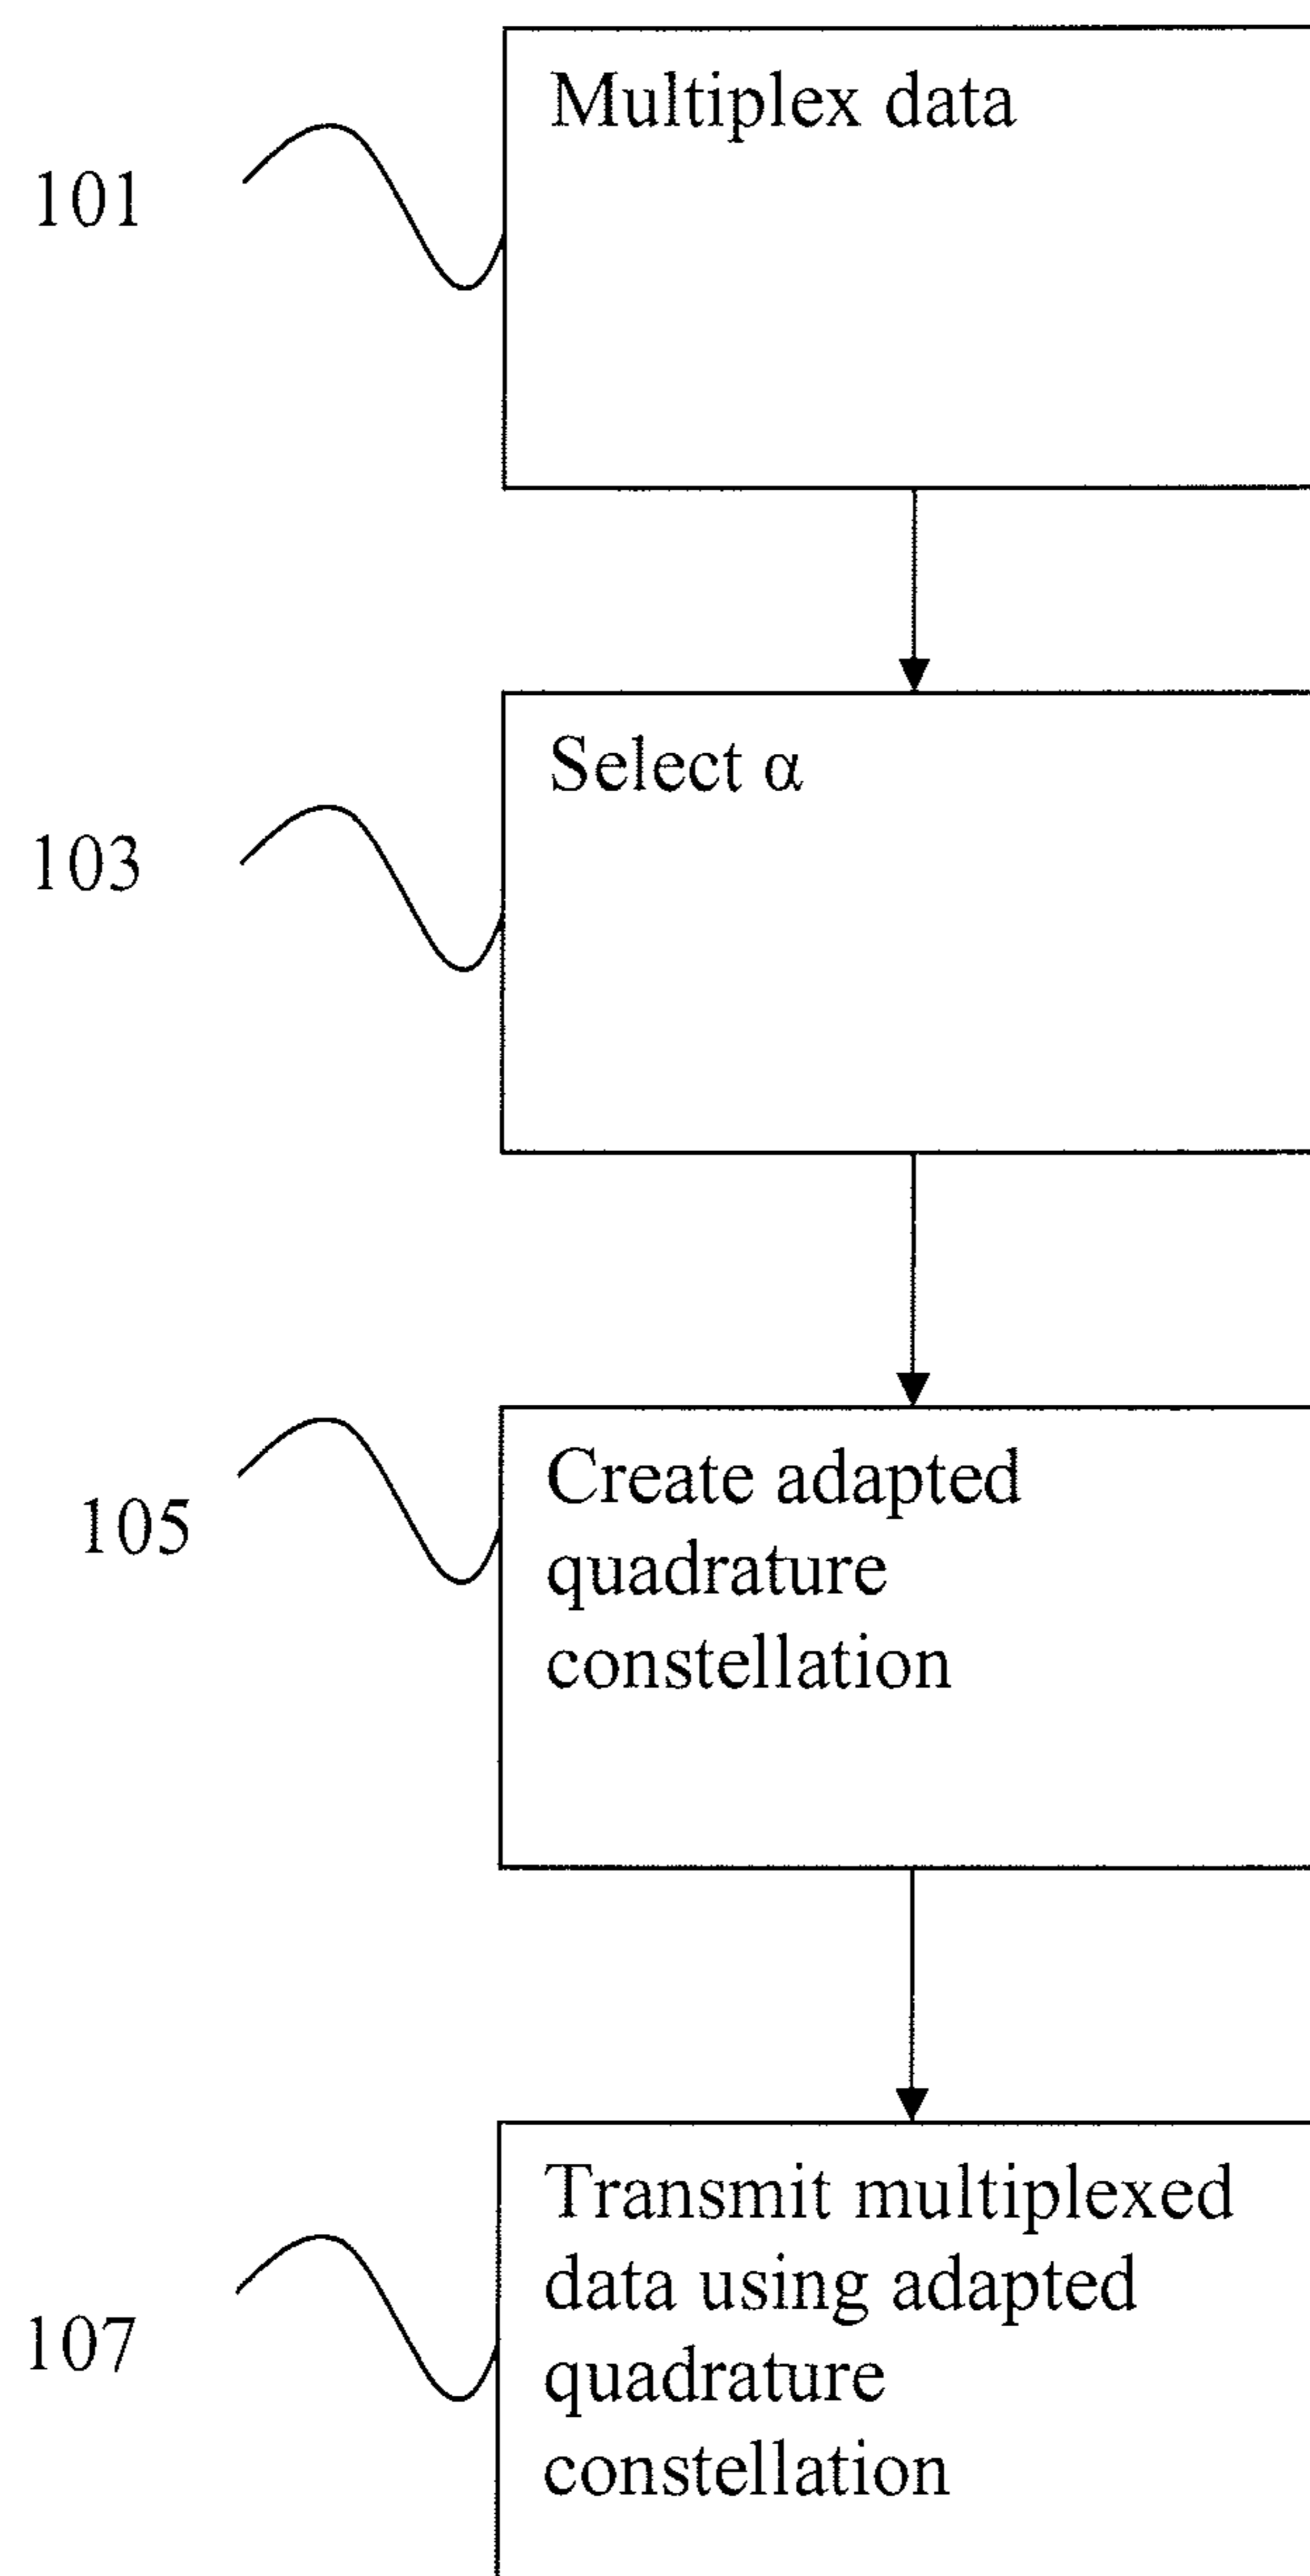 Multiplex data
101
Select α
103
Create adapted
quadrature
constellation
105
Transmit multiplexed
data using adapted
quadrature
constellation
107